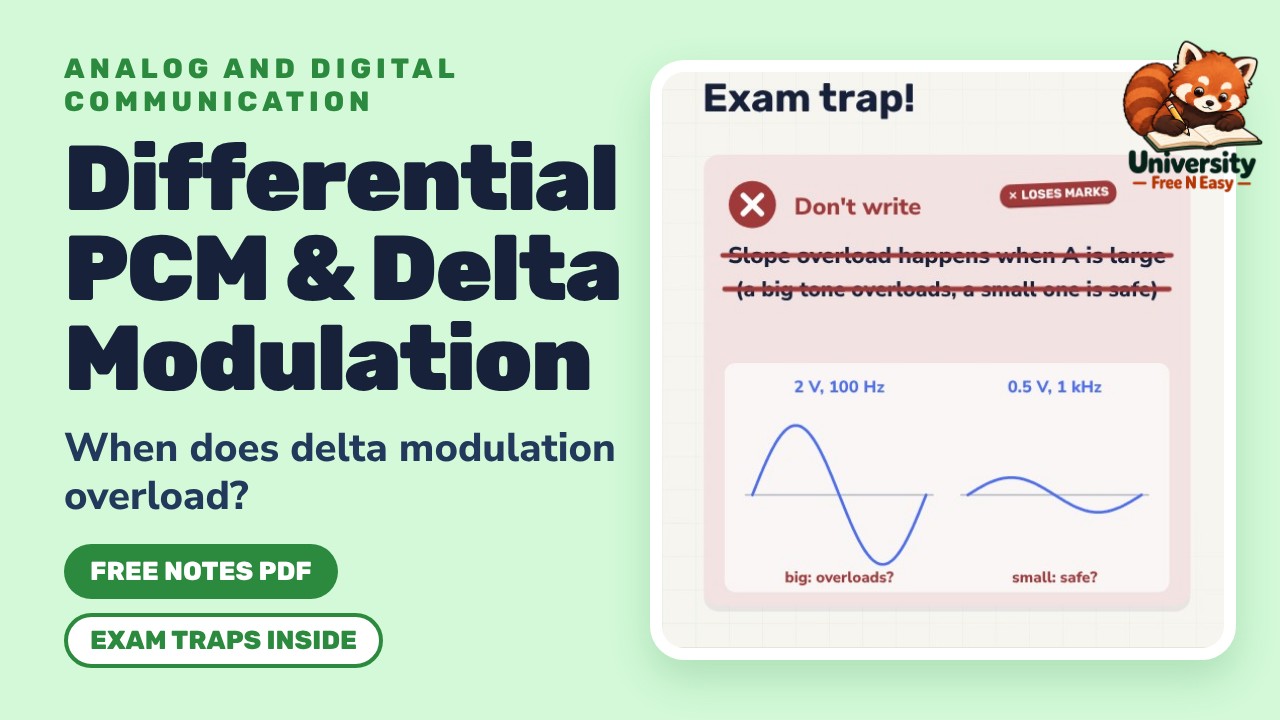 ANALOG AND DIGITAL
COMMUNICATION
Differential
PCM & Delta
Modulation
When does delta modulation
overload?
FREE NOTES PDF
EXAM TRAPS INSIDE
Exam trap!
University
Free N Easy
Don't write
× LOSES MARKS
Slope overload happens when A is large
(a big tone overloads, a small one is safe)
2 V, 100 Hz
0.5 V, 1 kHz
big: overloads?
small: safe?